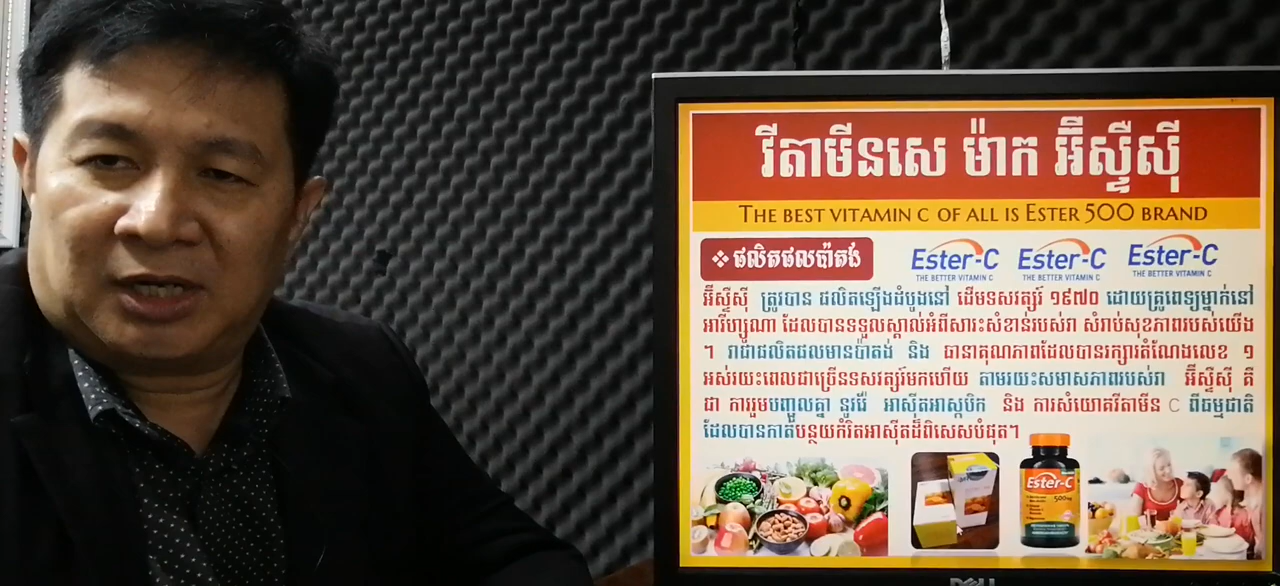 វីតាមីនសេ ម៉ាក អ៊ីស្ទឺស៊ី
THE BEST VITAMIN C OF ALL IS ESTER 500 BRAND
❖ ផលិតផលប៉ាតង់
Ester-C Ester-C Ester-C
THE BETTER VITAMIN C THE BETTER VITAMIN C THE BETTER VITAMIN C
អ៊ីស្ទឺស៊ី ត្រូវបាន ផលិតឡើងដំបូងនៅ ដើមទសវត្សរ៍ ១៩៧០ ដោយគ្រូពេទ្យម្នាក់នៅ
អារីហ្សូណា ដែលបានទទួលស្គាល់អំពីសារះសំខាន់របស់វា សំរាប់សុខភាពរបស់យើង
។ វាជាផលិតផលមានប៉ាតង់ និង ធានាគុណភាពដែលបានរក្សារតំណែងលេខ ១
អស់រយះពេលជាច្រើនទសវត្សរ៍មកហើយ តាមរយះសមាសភាពរបស់វា អ៊ីស្ទឺស៊ី គឺ
ជា ការរួមបញ្ចូលគ្នា នូវវ៉ែ អាស៊ីតអាស្កូប៊ិក និង ការសំយោគវីតាមីន C ពីធម្មជាតិ
ដែលបានកាត់បន្ថយកំរិតអាស៊ីតដ៏ពិសេសបំផុត។
Ester-C
500
DELL